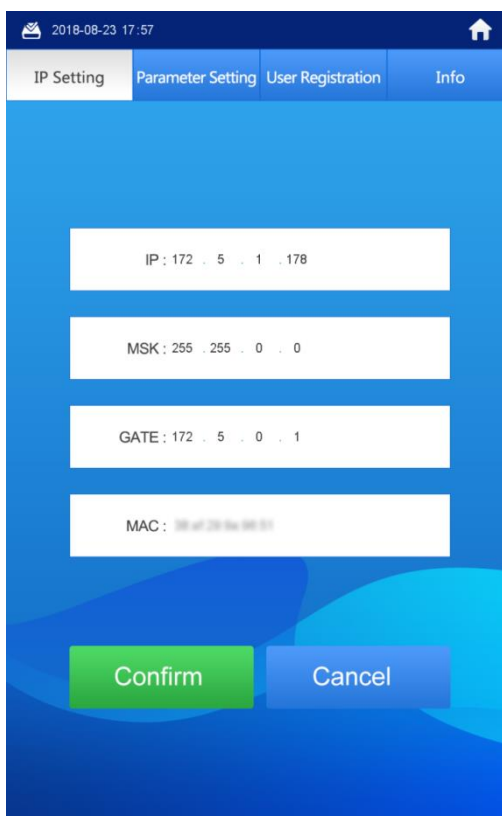 2018-08-23 17:57
IP Setting Parameter Setting User Registration Info
IP : 172 . 5 . 1 . 178
MSK : 255 . 255 . 0 . 0
GATE : 172 . 5 . 0 . 1
MAC :
Confirm Cancel